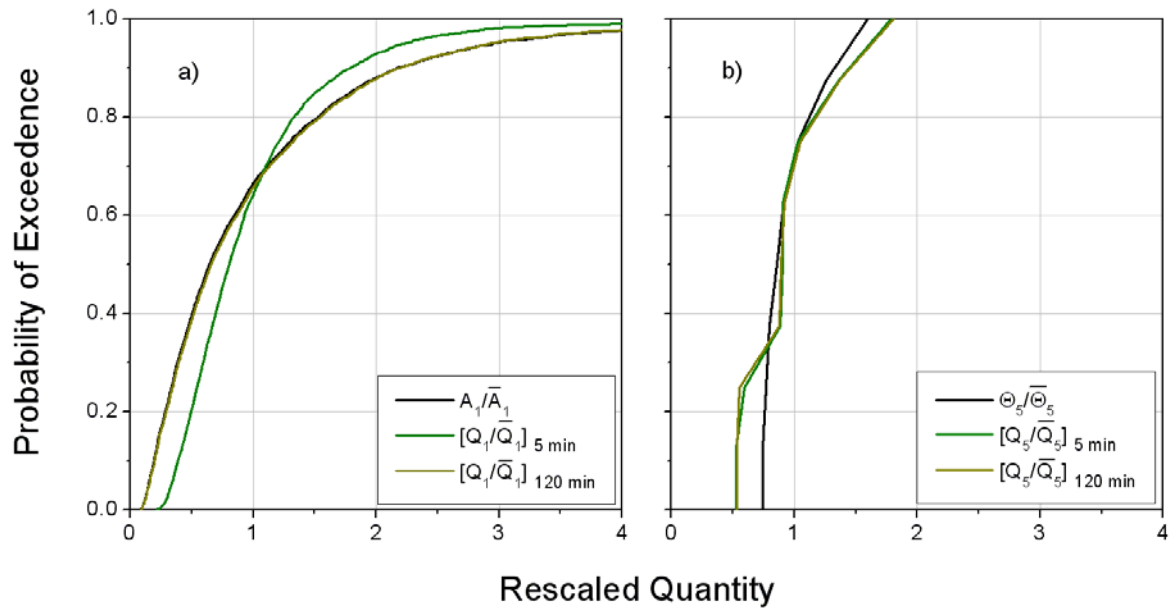 Probability of Exceedence
1.0
0.8
0.6
0.4
0.2
0.0
a)
A₁/A̅₁
[Q₁/Q̅₁] 5 min
[Q₁/Q̅₁] 120 min
0 1 2 3 4
b)
Θ₅/Θ̅₅
[Q₅/Q̅₅] 5 min
[Q₅/Q̅₅] 120 min
0 1 2 3 4
Rescaled Quantity